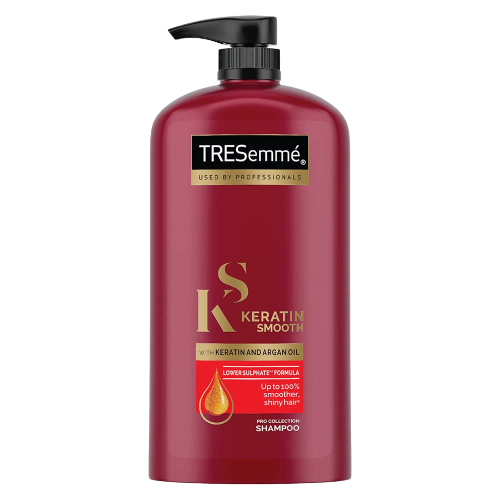 TRESemmé®
USED BY PROFESSIONALS
KS
KERATIN
SMOOTH
WITH KERATIN AND ARGAN OIL
LOWER SULPHATE** FORMULA
Up to 100%
smoother,
shiny hair*
PRO COLLECTION
SHAMPOO